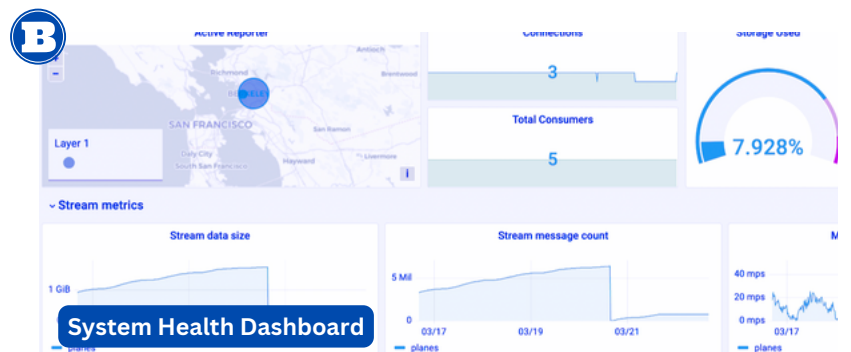 B
Active Reporter
Connections
Storage Used
+
−
Antioch
Richmond
Brentwood
BERKELEY
3
SAN FRANCISCO
San Ramon
Layer 1
Daly City
South San Francisco
Hayward
Livermore
i
Total Consumers
5
7.928%
Stream metrics
Stream data size
Stream message count
M
1 GiB
5 Mil
0
03/17
03/19
03/21
40 mps
20 mps
0 mps
03/17
System Health Dashboard
planes
planes
planes